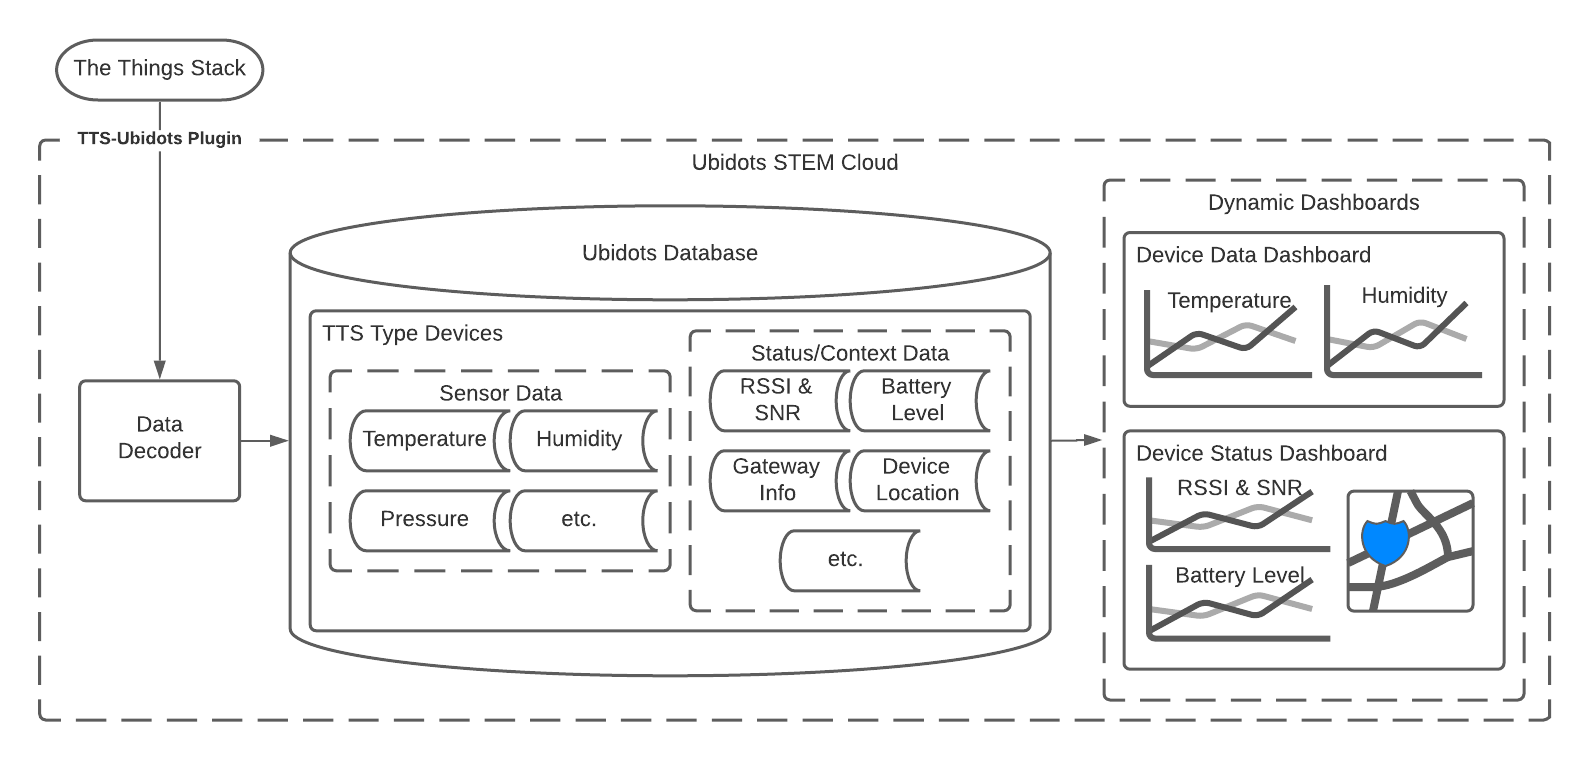 The Things Stack
TTS-Ubidots Plugin
Ubidots STEM Cloud
Data
Decoder
Ubidots Database
TTS Type Devices
Sensor Data
Temperature
Humidity
Pressure
etc.
Status/Context Data
RSSI &
SNR
Battery
Level
Gateway
Info
Device
Location
etc.
Dynamic Dashboards
Device Data Dashboard
Temperature
Humidity
Device Status Dashboard
RSSI & SNR
Battery Level